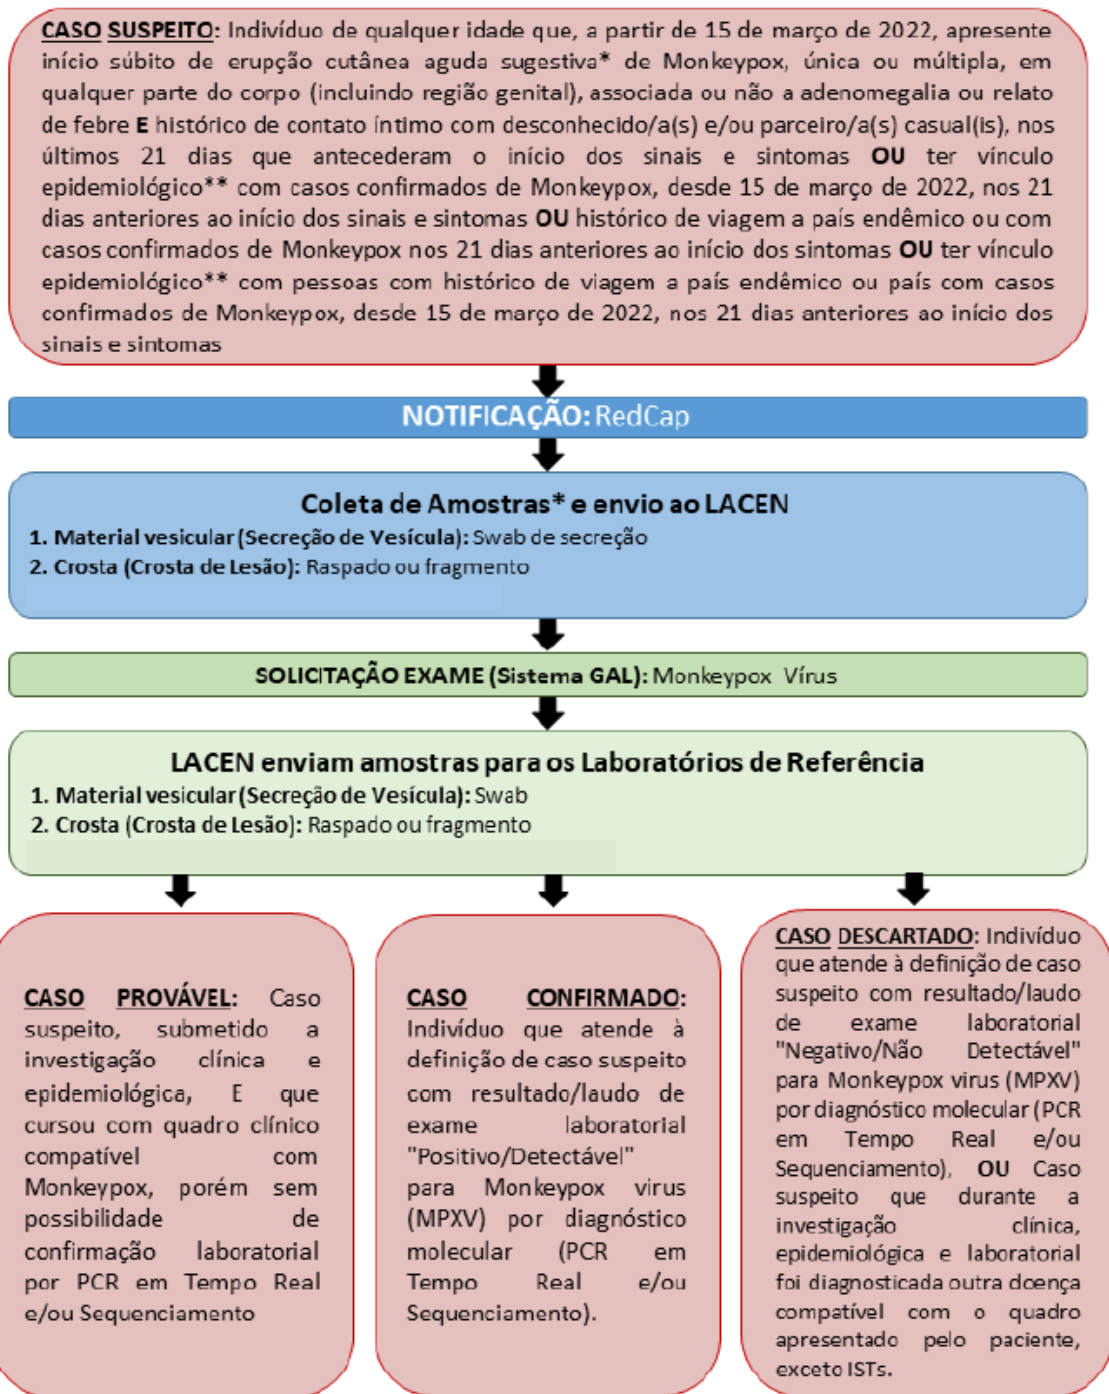 CASO SUSPEITO: Indivíduo de qualquer idade que, a partir de 15 de março de 2022, apresente
início súbito de erupção cutânea aguda sugestiva* de Monkeypox, única ou múltipla, em
qualquer parte do corpo (incluindo região genital), associada ou não a adenomegalia ou relato
de febre E histórico de contato íntimo com desconhecido/a(s) e/ou parceiro/a(s) casual(is), nos
últimos 21 dias que antecederam o início dos sinais e sintomas OU ter vínculo
epidemiológico** com casos confirmados de Monkeypox, desde 15 de março de 2022, nos 21
dias anteriores ao início dos sinais e sintomas OU histórico de viagem a país endêmico ou com
casos confirmados de Monkeypox nos 21 dias anteriores ao início dos sintomas OU ter vínculo
epidemiológico** com pessoas com histórico de viagem a país endêmico ou país com casos
confirmados de Monkeypox, desde 15 de março de 2022, nos 21 dias anteriores ao início dos
sinais e sintomas
NOTIFICAÇÃO: RedCap
Coleta de Amostras* e envio ao LACEN
1. Material vesicular (Secreção de Vesícula): Swab de secreção
2. Crosta (Crosta de Lesão): Raspado ou fragmento
SOLICITAÇÃO EXAME (Sistema GAL): Monkeypox Vírus
LACEN enviam amostras para os Laboratórios de Referência
1. Material vesicular (Secreção de Vesícula): Swab
2. Crosta (Crosta de Lesão): Raspado ou fragmento
CASO PROVÁVEL: Caso
suspeito, submetido a
investigação clínica e
epidemiológica, E que
cursou com quadro clínico
compatível com
Monkeypox, porém sem
possibilidade de
confirmação laboratorial
por PCR em Tempo Real
e/ou Sequenciamento
CASO CONFIRMADO:
Indivíduo que atende à
definição de caso suspeito
com resultado/laudo de
exame laboratorial
"Positivo/Detectável"
para Monkeypox virus
(MPXV) por diagnóstico
molecular (PCR em
Tempo Real e/ou
Sequenciamento).
CASO DESCARTADO: Indivíduo
que atende à definição de caso
suspeito com resultado/laudo
de exame laboratorial
"Negativo/Não Detectável"
para Monkeypox virus (MPXV)
por diagnóstico molecular (PCR
em Tempo Real e/ou
Sequenciamento), OU Caso
suspeito que durante a
investigação clínica,
epidemiológica e laboratorial
foi diagnosticada outra doença
compatível com o quadro
apresentado pelo paciente,
exceto ISTs.